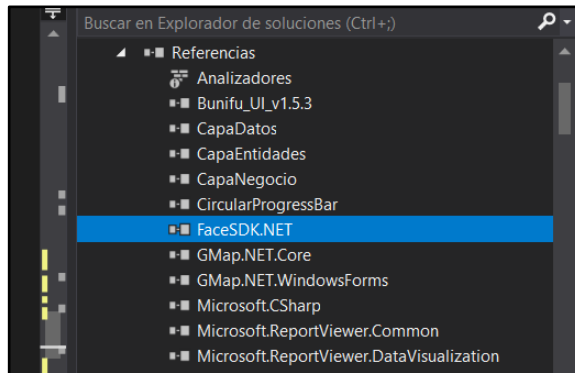 Buscar en Explorador de soluciones (Ctrl+;)
Referencias
Analizadores
Bunifu_UI_v1.5.3
CapaDatos
CapaEntidades
CapaNegocio
CircularProgressBar
FaceSDK.NET
GMap.NET.Core
GMap.NET.WindowsForms
Microsoft.CSharp
Microsoft.ReportViewer.Common
Microsoft.ReportViewer.DataVisualization